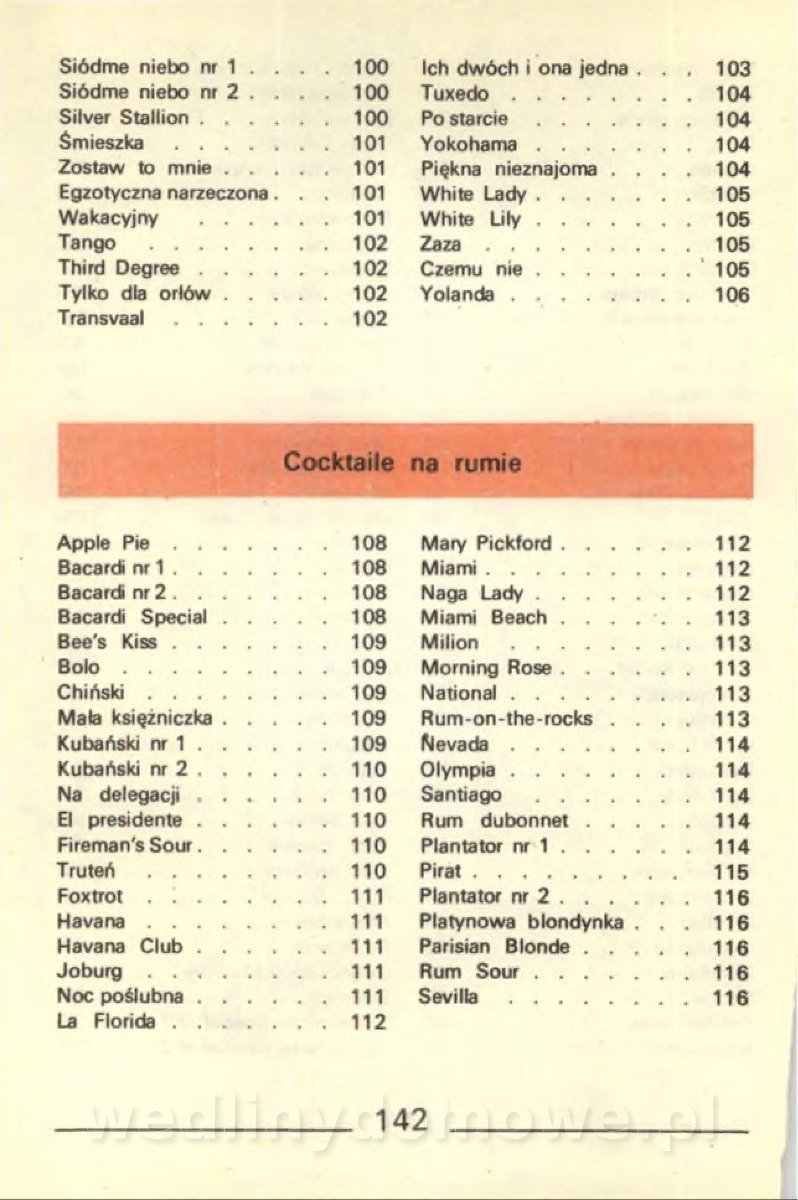 Siódme niebo nr 1 . . . . 100
Siódme niebo nr 2 . . . . 100
Silver Stallion . . . . . . 100
Śmieszka . . . . . . . 101
Zostaw to mnie . . . . . 101
Egzotyczna narzeczona . . . 101
Wakacyjny . . . . . . 101
Tango . . . . . . . . 102
Third Degree . . . . . . 102
Tylko dla orłów . . . . . 102
Transvaal . . . . . . . 102
Ich dwóch i ona jedna . . . 103
Tuxedo . . . . . . . . 104
Po starcie . . . . . . . 104
Yokohama . . . . . . . 104
Piękna nieznajoma . . . . 104
White Lady . . . . . . . 105
White Lily . . . . . . . 105
Zaza . . . . . . . . . 105
Czemu nie . . . . . . . 105
Yolanda . . . . . . . . 106
Cocktaile na rumie
Apple Pie . . . . . . . 108
Bacardi nr 1 . . . . . . . 108
Bacardi nr 2 . . . . . . . 108
Bacardi Special . . . . . 108
Bee's Kiss . . . . . . . 109
Bolo . . . . . . . . . 109
Chiński . . . . . . . . 109
Mała księżniczka . . . . . 109
Kubański nr 1 . . . . . . 109
Kubański nr 2 . . . . . . 110
Na delegacji . . . . . . 110
El presidente . . . . . . 110
Fireman's Sour . . . . . . 110
Truteń . . . . . . . . 110
Foxtrot . . . . . . . . 111
Havana . . . . . . . . 111
Havana Club . . . . . . 111
Joburg . . . . . . . . 111
Noc poślubna . . . . . . 111
La Florida . . . . . . . 112
Mary Pickford . . . . . . 112
Miami . . . . . . . . . 112
Naga Lady . . . . . . . 112
Miami Beach . . . . . . 113
Milion . . . . . . . . 113
Morning Rose . . . . . . 113
National . . . . . . . . 113
Rum-on-the-rocks . . . . 113
Nevada . . . . . . . . 114
Olympia . . . . . . . . 114
Santiago . . . . . . . 114
Rum dubonnet . . . . . 114
Plantator nr 1 . . . . . . 114
Pirat . . . . . . . . . 115
Plantator nr 2 . . . . . . 116
Platynowa blondynka . . . 116
Parisian Blonde . . . . . 116
Rum Sour . . . . . . . 116
Sevilla . . . . . . . . 116
142
wedlinydomowe.pl